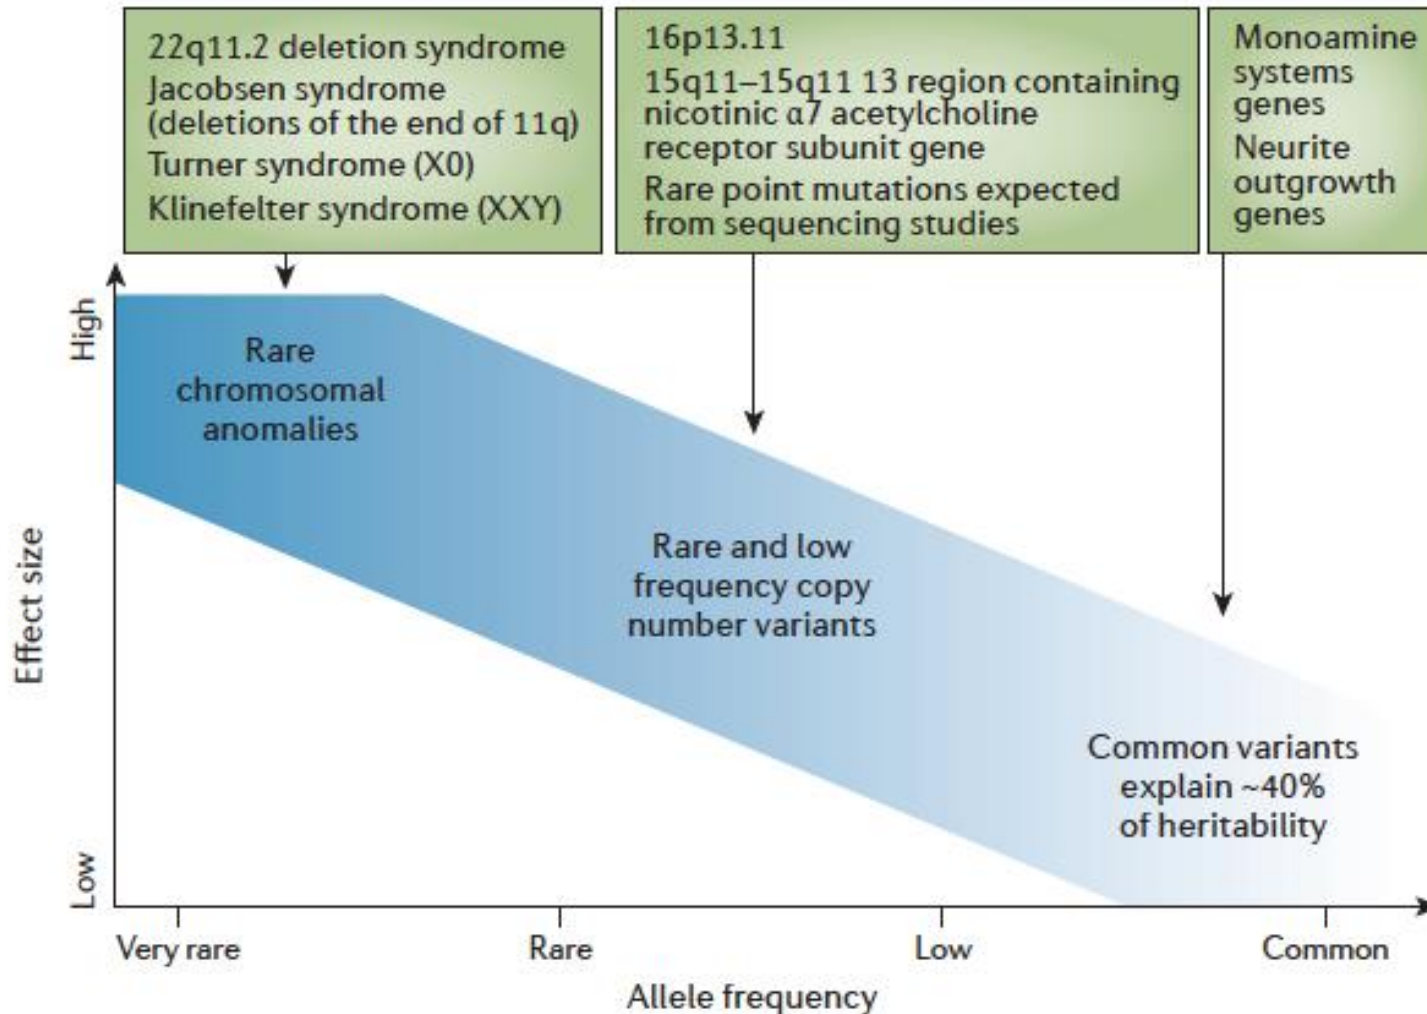 22q11.2 deletion syndrome
Jacobsen syndrome
(deletions of the end of 11q)
Turner syndrome (X0)
Klinefelter syndrome (XXY)
16p13.11
15q11–15q11 13 region containing
nicotinic α7 acetylcholine
receptor subunit gene
Rare point mutations expected
from sequencing studies
Monoamine
systems
genes
Neurite
outgrowth
genes
High
Rare
chromosomal
anomalies
Effect size
Rare and low
frequency copy
number variants
Common variants
explain ~40%
of heritability
Low
Very rare
Rare
Low
Common
Allele frequency